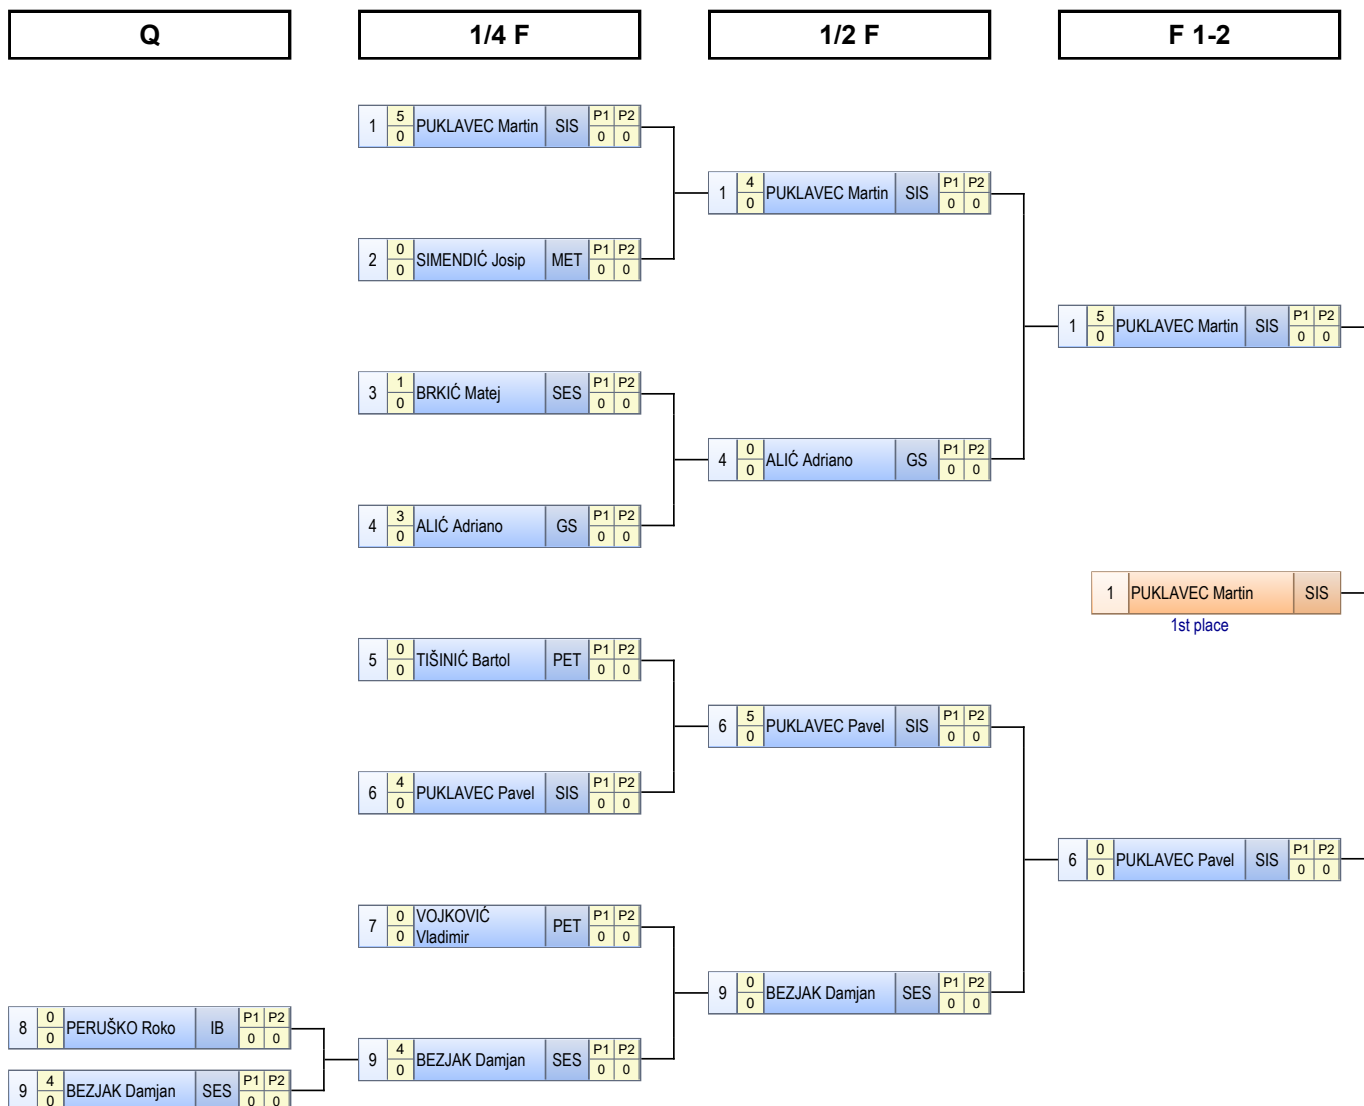 Q
1/4 F
1/2 F
F 1-2
1 5 0 PUKLAVEC Martin SIS P1 P2 0 0
2 0 0 SIMENDIĆ Josip MET P1 P2 0 0
3 1 0 BRKIĆ Matej SES P1 P2 0 0
4 3 0 ALIĆ Adriano GS P1 P2 0 0
5 0 0 TIŠINIĆ Bartol PET P1 P2 0 0
6 4 0 PUKLAVEC Pavel SIS P1 P2 0 0
7 0 0 VOJKOVIĆ
Vladimir PET P1 P2 0 0
8 0 0 PERUŠKO Roko IB P1 P2 0 0
9 4 0 BEZJAK Damjan SES P1 P2 0 0
9 4 0 BEZJAK Damjan SES P1 P2 0 0
1 4 0 PUKLAVEC Martin SIS P1 P2 0 0
4 0 0 ALIĆ Adriano GS P1 P2 0 0
6 5 0 PUKLAVEC Pavel SIS P1 P2 0 0
9 0 0 BEZJAK Damjan SES P1 P2 0 0
1 5 0 PUKLAVEC Martin SIS P1 P2 0 0
1 PUKLAVEC Martin SIS
1st place
6 0 0 PUKLAVEC Pavel SIS P1 P2 0 0